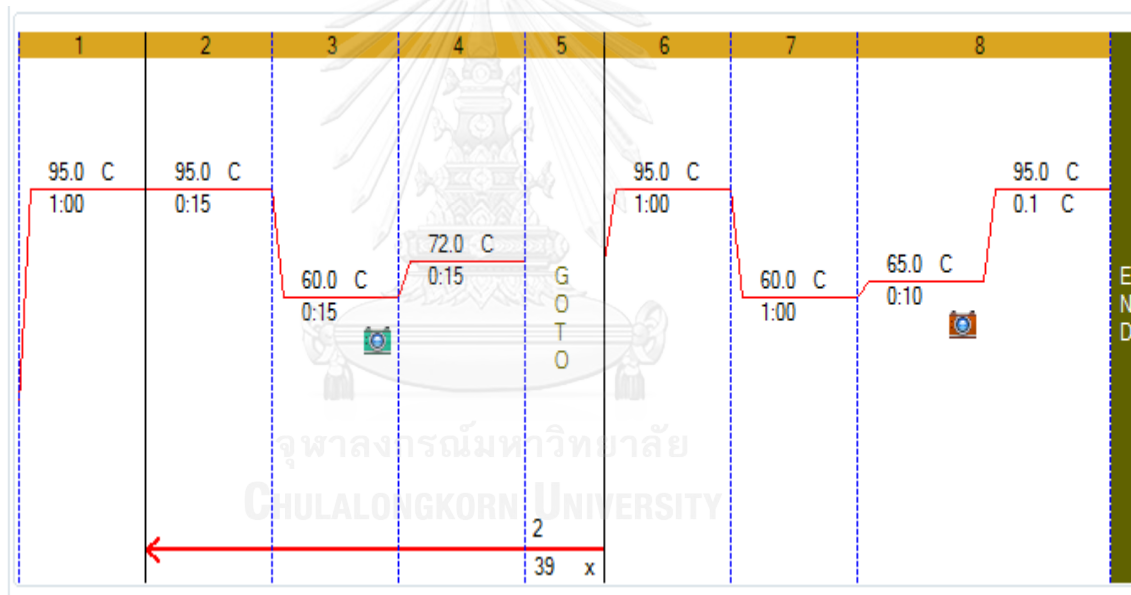 1 2 3 4 5 6 7 8
95.0 C 95.0 C 95.0 C 95.0 C
1:00 0:15 1:00 0.1 C
72.0 C
0:15
60.0 C 60.0 C 65.0 C
0:15 1:00 0:10
GOTO
END
จุฬาลงกรณ์มหาวิทยาลัย
CHULALONGKORN UNIVERSITY
2
39 x